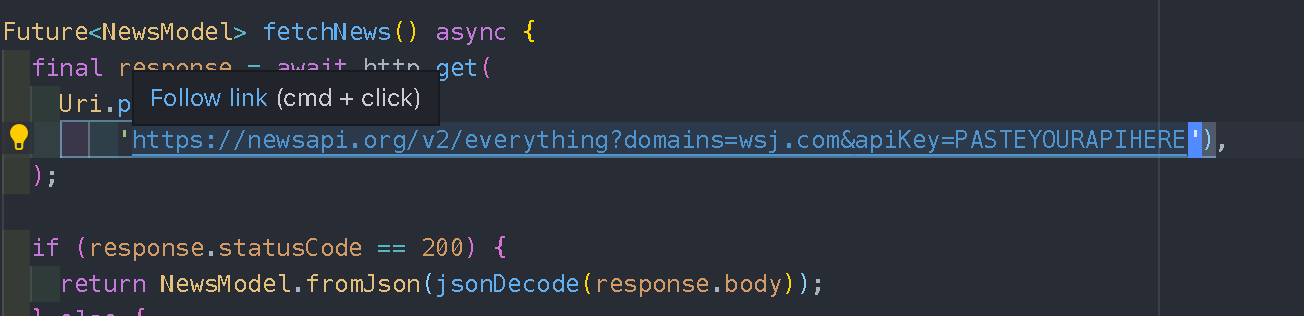 Future<NewsModel> fetchNews() async {
final response = await http.get(
Uri.p
Follow link (cmd + click)
'https://newsapi.org/v2/everything?domains=wsj.com&apiKey=PASTEYOURAPIHERE'),
);
if (response.statusCode == 200) {
return NewsModel.fromJson(jsonDecode(response.body));
} else {